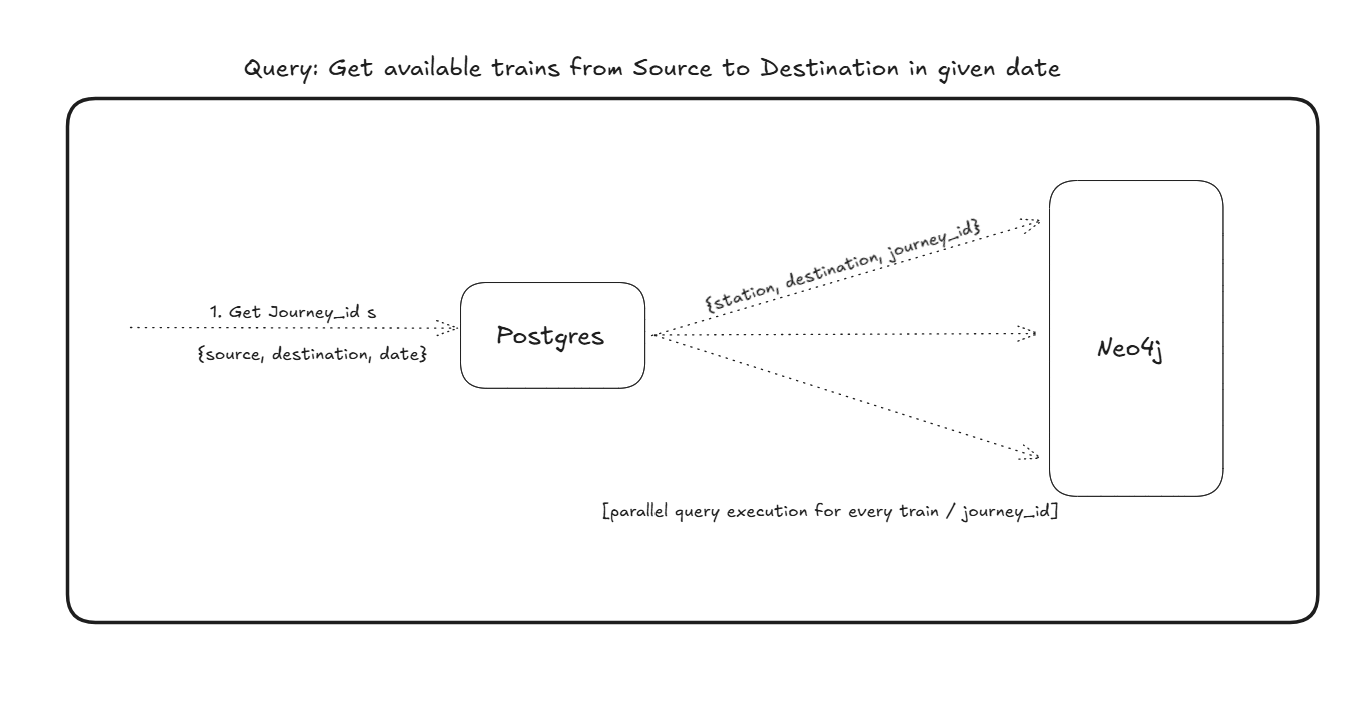 Query: Get available trains from Source to Destination in given date
1. Get Journey_id s
{source, destination, date}
Postgres
{station, destination, journey_id}
Neo4j
[parallel query execution for every train / journey_id]